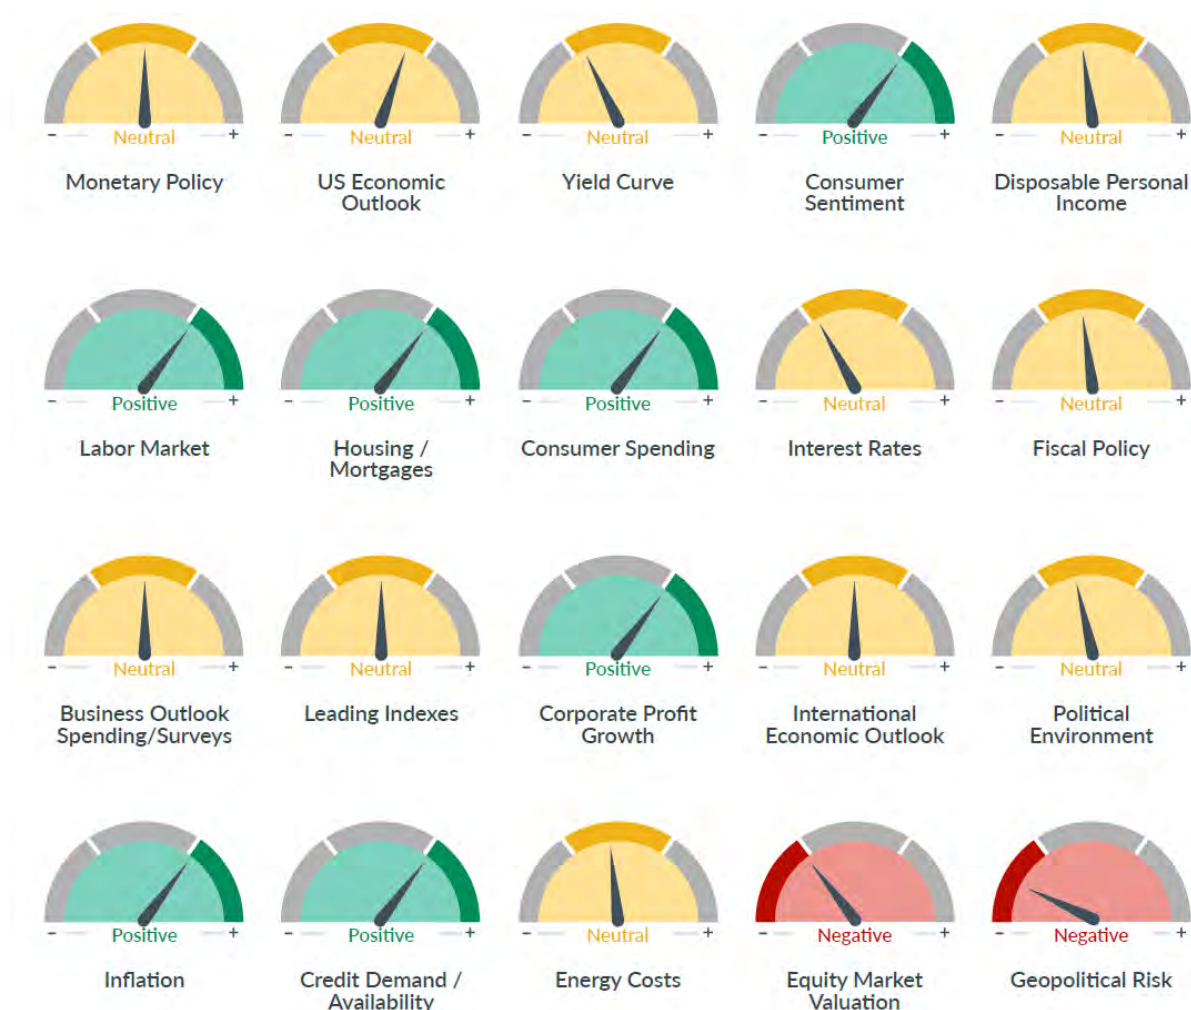 - Neutral + - Neutral + - Neutral + - Positive + - Neutral +
Monetary Policy
US Economic
Outlook
Yield Curve
Consumer
Sentiment
Disposable Personal
Income
- Positive + - Positive + - Positive + - Neutral + - Neutral +
Labor Market
Housing /
Mortgages
Consumer Spending
Interest Rates
Fiscal Policy
- Neutral + - Neutral + - Positive + - Neutral + - Neutral +
Business Outlook
Spending/Surveys
Leading Indexes
Corporate Profit
Growth
International
Economic Outlook
Political
Environment
- Positive + - Positive + - Neutral + - Negative + - Negative +
Inflation
Credit Demand /
Availability
Energy Costs
Equity Market
Valuation
Geopolitical Risk